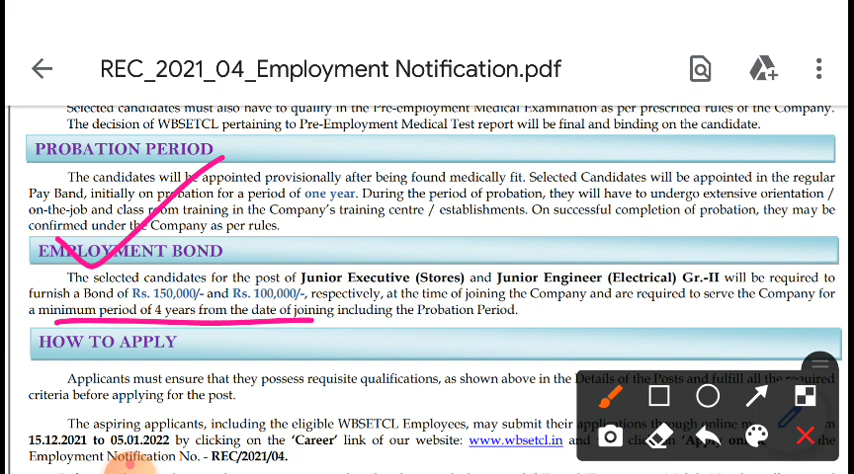 REC_2021_04_Employment Notification.pdf
Selected candidates must also have to qualify in the Pre-employment Medical Examination as per prescribed rules of the Company.
The decision of WBSETCL pertaining to Pre-Employment Medical Test report will be final and binding on the candidate.
PROBATION PERIOD
The candidates will be appointed provisionally after being found medically fit. Selected Candidates will be appointed in the regular
Pay Band, initially on probation for a period of one year. During the period of probation, they will have to undergo extensive orientation /
on-the-job and class room training in the Company's training centre / establishments. On successful completion of probation, they may be
confirmed under the Company as per rules.
EMPLOYMENT BOND
The selected candidates for the post of Junior Executive (Stores) and Junior Engineer (Electrical) Gr.-II will be required to
furnish a Bond of Rs. 150,000/- and Rs. 100,000/-, respectively, at the time of joining the Company and are required to serve the Company for
a minimum period of 4 years from the date of joining including the Probation Period.
HOW TO APPLY
Applicants must ensure that they possess requisite qualifications, as shown above in the Details of the Posts and fulfill all the required
criteria before applying for the post.
The aspiring applicants, including the eligible WBSETCL Employees, may submit their applications through online
15.12.2021 to 05.01.2022 by clicking on the 'Career' link of our website: www.wbsetcl.in and the
Employment Notification No. - REC/2021/04.